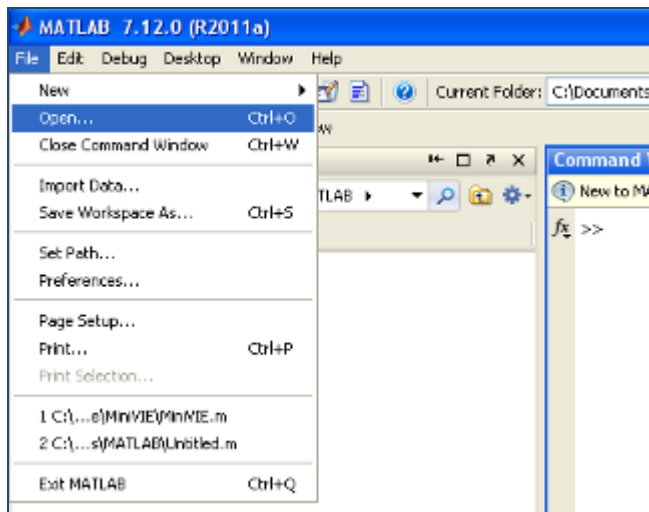 MATLAB 7.12.0 (R2011a)
File Edit Debug Desktop Window Help
New
Current Folder: C:\Documents
Open... Ctrl+O
Close Command Window Ctrl+W
Command
Import Data...
TLAB
New to MA
Save Workspace As... Ctrl+S
fx >>
Set Path...
Preferences...
Page Setup...
Print... Ctrl+P
Print Selection...
1 C:\...e\MiniVIE\MiniVIE.m
2 C:\...s\MATLAB\Untitled.m
Exit MATLAB Ctrl+Q